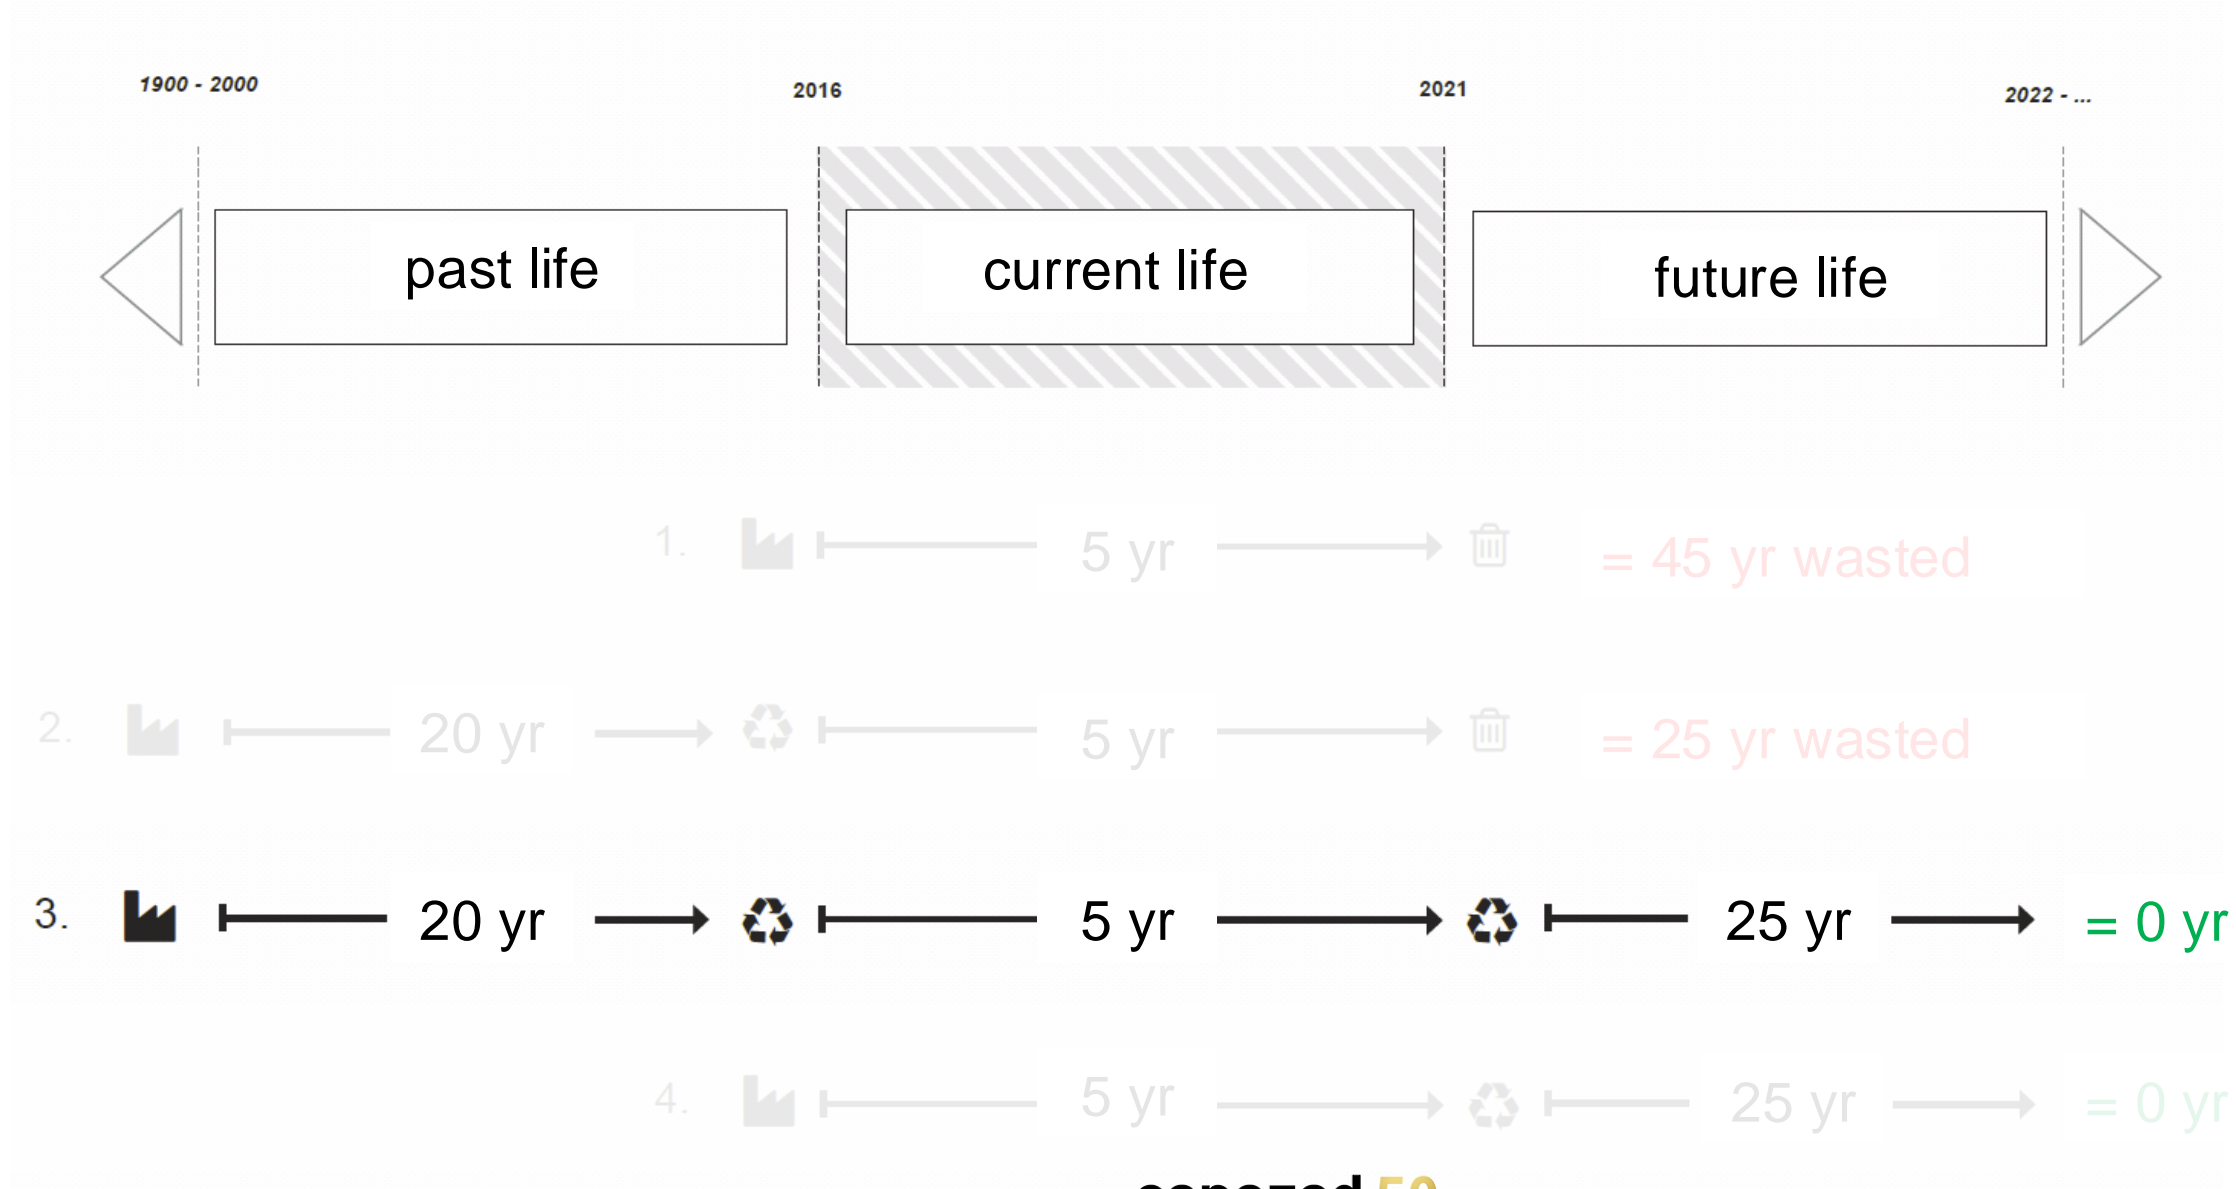 1900 - 2000 2016 2021 2022 - ...
past life current life future life
1. 5 yr = 45 yr wasted
2. 20 yr 5 yr = 25 yr wasted
3. 20 yr 5 yr 25 yr = 0 yr
4. 5 yr 25 yr = 0 yr